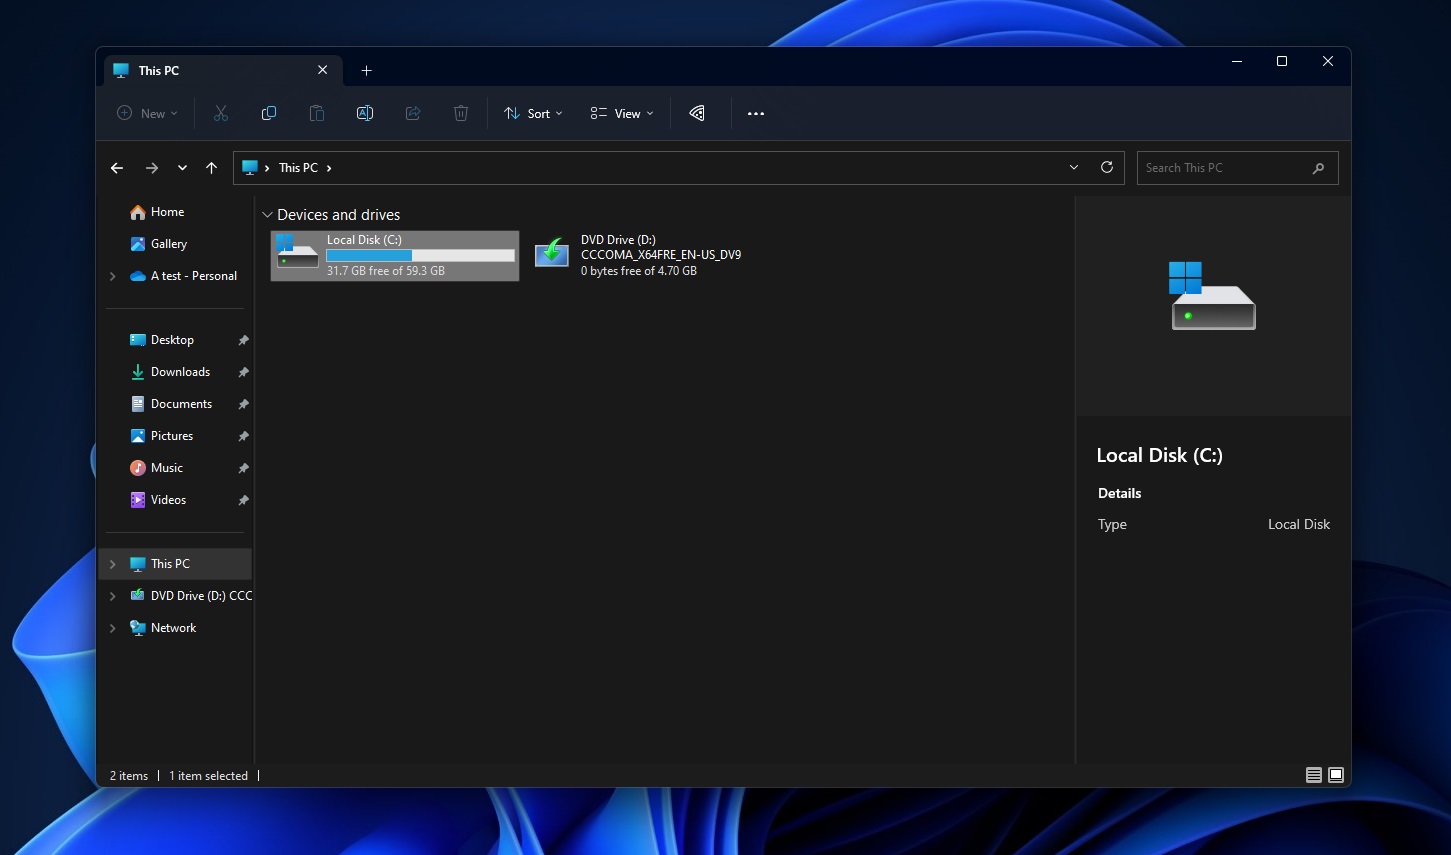 This PC
New
Sort
View
This PC
Search This PC
Home
Gallery
A test - Personal
Desktop
Downloads
Documents
Pictures
Music
Videos
This PC
DVD Drive (D:) CCC
Network
Devices and drives
Local Disk (C:)
31.7 GB free of 59.3 GB
DVD Drive (D:)
CCCOMA_X64FRE_EN-US_DV9
0 bytes free of 4.70 GB
Local Disk (C:)
Details
Type Local Disk
2 items | 1 item selected |